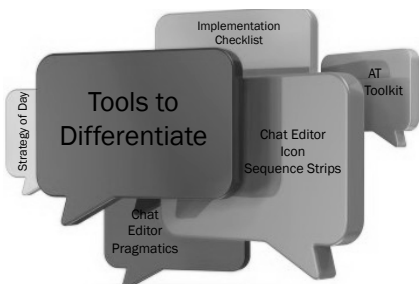 Implementation
Checklist
AT
Toolkit
Strategy of Day
Tools to
Differentiate
Chat Editor
Icon
Sequence Strips
Chat
Editor
Pragmatics